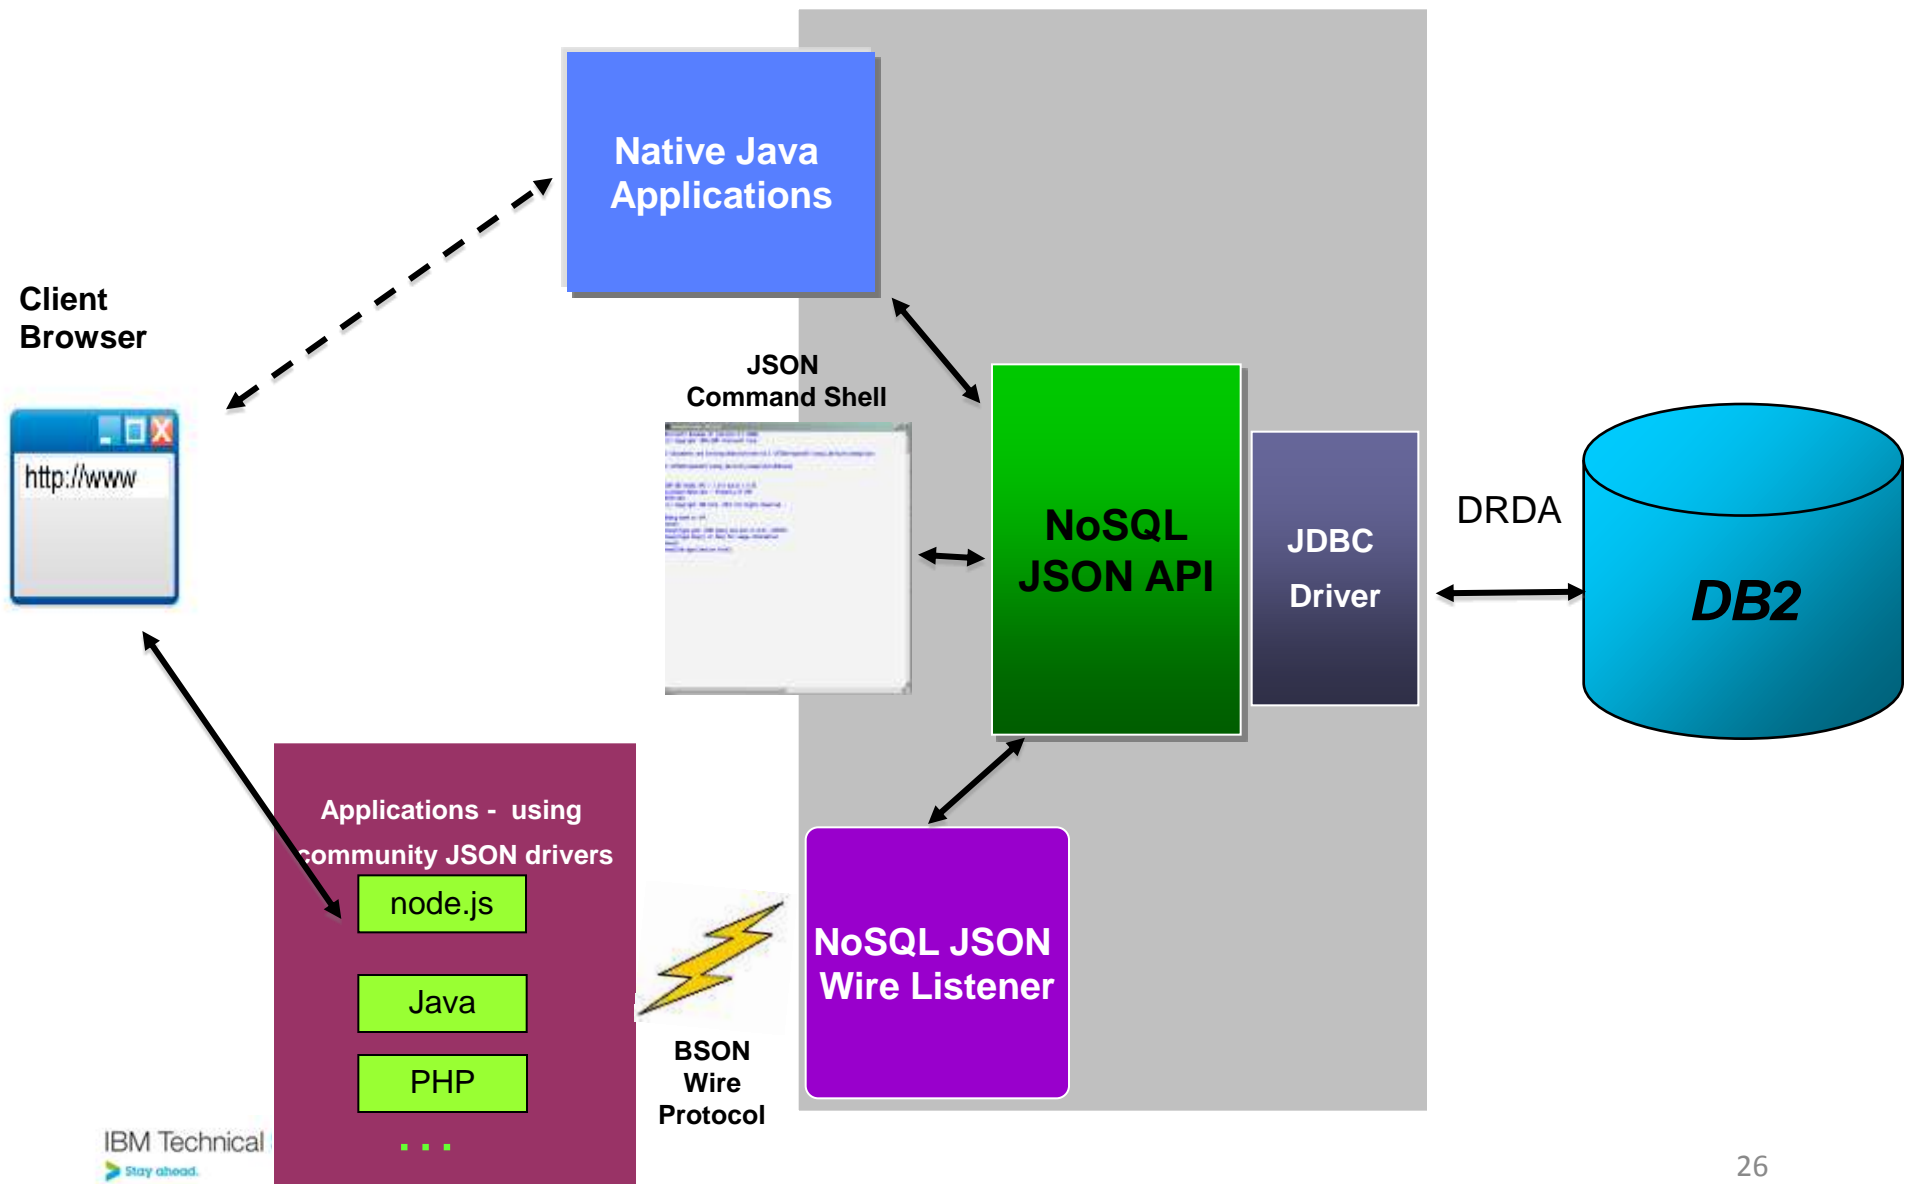 Native Java
Applications
Client
Browser
http://www
JSON
Command Shell
NoSQL
JSON API
JDBC
Driver
DRDA
DB2
Applications - using
community JSON drivers
node.js
Java
PHP
. . .
BSON
Wire
Protocol
NoSQL JSON
Wire Listener
IBM Technical
Stay ahead.
26